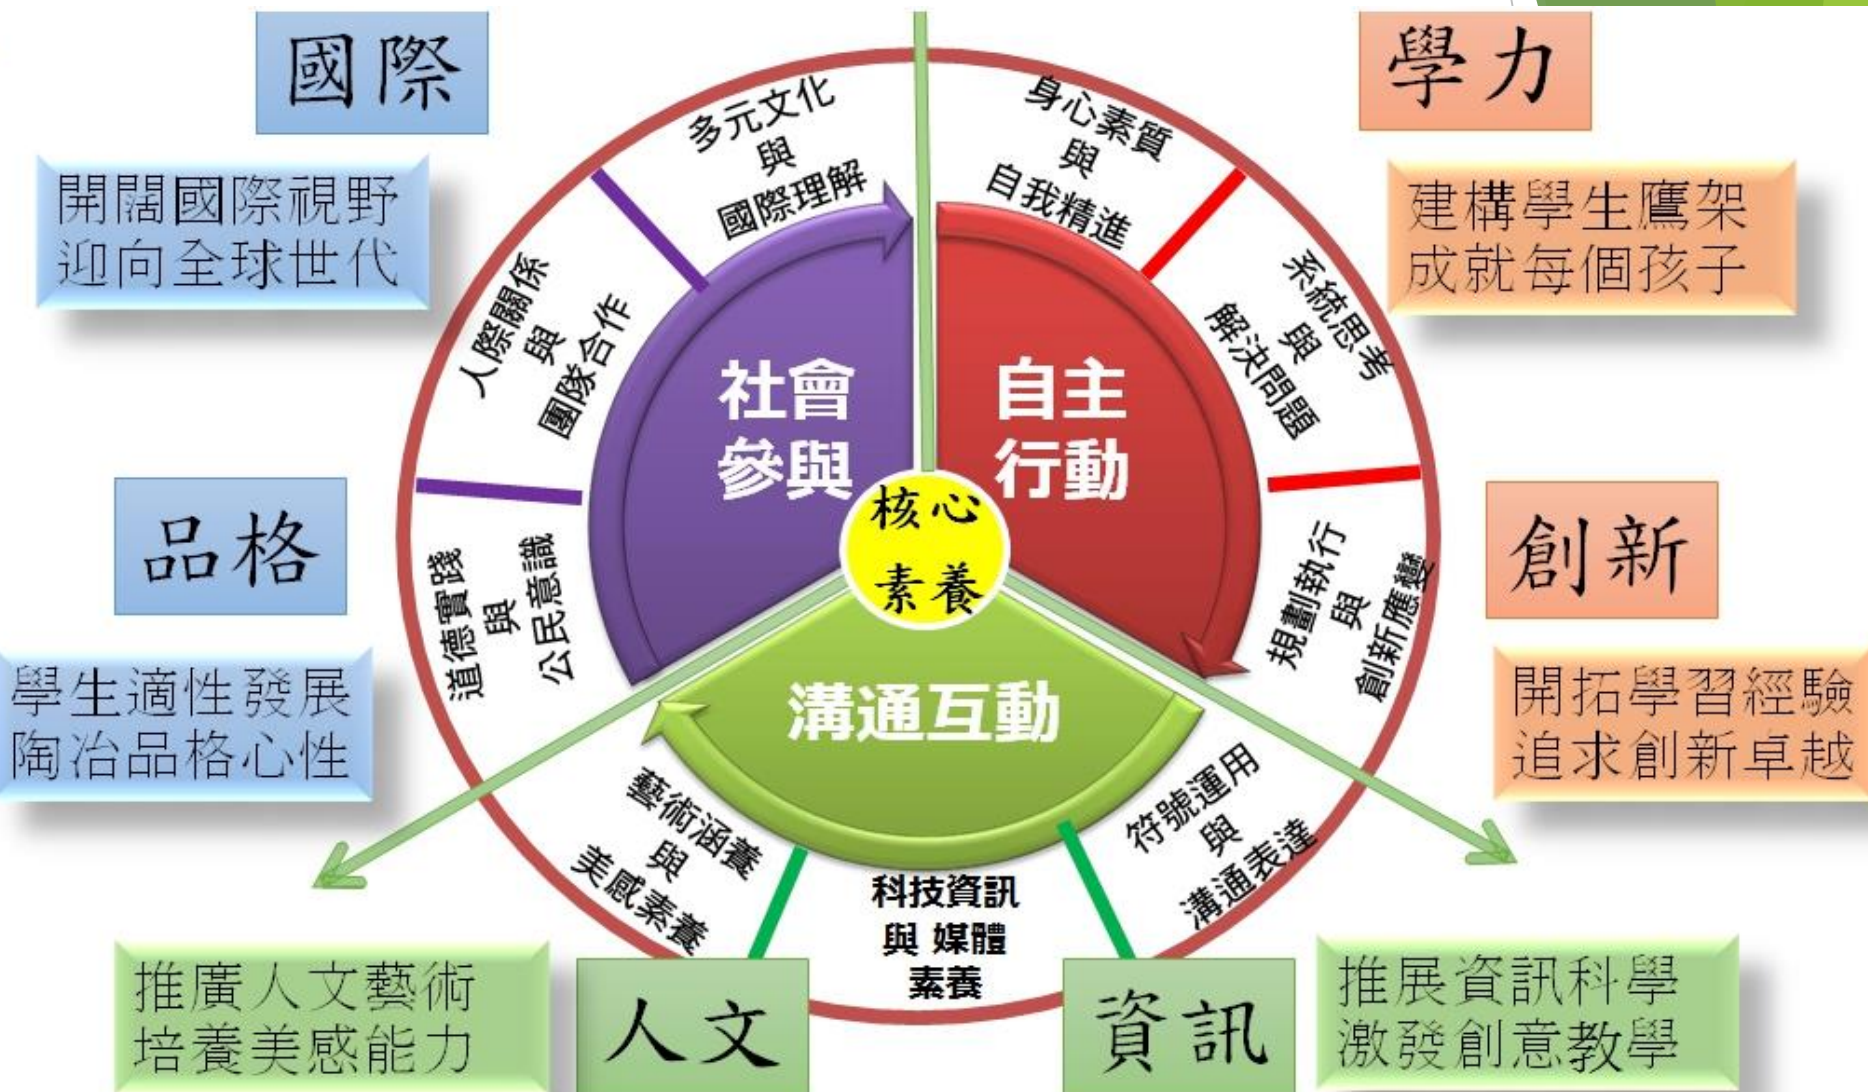 國際
開闊國際視野
迎向全球世代
品格
學生適性發展
陶冶品格心性
多元文化
與
國際理解
人際關係
與
團隊合作
道德實踐
與
公民意識
社會
參與
身心素質
與
自我精進
系統思考
與
解決問題
規劃執行
與
創新應變
自主
行動
核心
素養
溝通互動
藝術涵養
與
美感素養
科技資訊
與 媒體
素養
符號運用
與
溝通表達
學力
建構學生鷹架
成就每個孩子
創新
開拓學習經驗
追求創新卓越
推廣人文藝術
培養美感能力
人文
資訊
推展資訊科學
激發創意教學